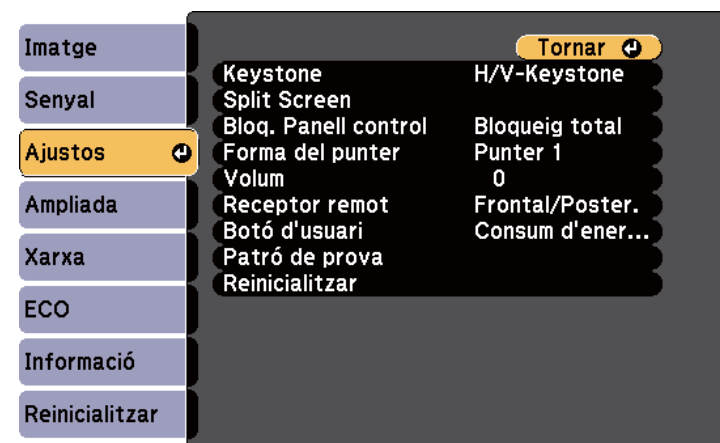 Imatge
Senyal
Ajustos
Ampliada
Xarxa
ECO
Informació
Reinicialitzar
Tornar
Keystone H/V-Keystone
Split Screen
Bloq. Panell control Bloqueig total
Forma del punter Punter 1
Volum 0
Receptor remot Frontal/Poster.
Botó d'usuari Consum d'ener...
Patró de prova
Reinicialitzar